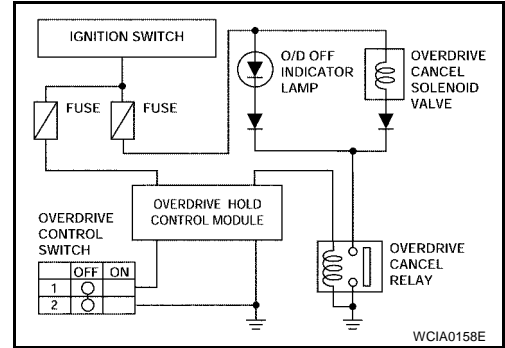 IGNITION SWITCH
O/D OFF
INDICATOR
LAMP
OVERDRIVE
CANCEL
SOLENOID
VALVE
FUSE
FUSE
OVERDRIVE HOLD
CONTROL MODULE
OVERDRIVE
CONTROL
SWITCH
OFF ON
1
2
OVERDRIVE
CANCEL
RELAY
WCIA0158E